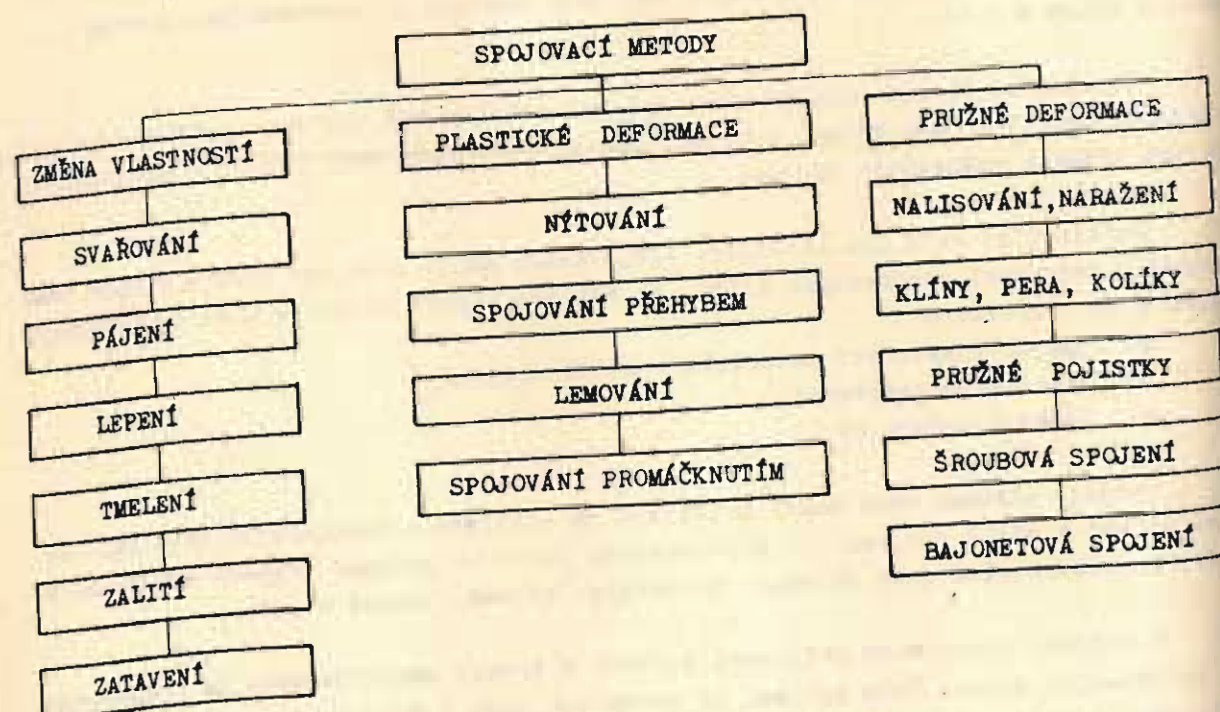 SPOJOVACÍ METODY
ZMĚNA VLASTNOSTÍ
SVAŘOVÁNÍ
PÁJENÍ
LEPENÍ
TMELENÍ
ZALITÍ
ZATAVENÍ
PLASTICKÉ DEFORMACE
NÝTOVÁNÍ
SPOJOVÁNÍ PŘEHYBEM
LEMOVÁNÍ
SPOJOVÁNÍ PROMÁČKNUTÍM
PRUŽNÉ DEFORMACE
NALISOVÁNÍ,NARAŽENÍ
KLÍNY, PERA, KOLÍKY
PRUŽNÉ POJISTKY
ŠROUBOVÁ SPOJENÍ
BAJONETOVÁ SPOJENÍ